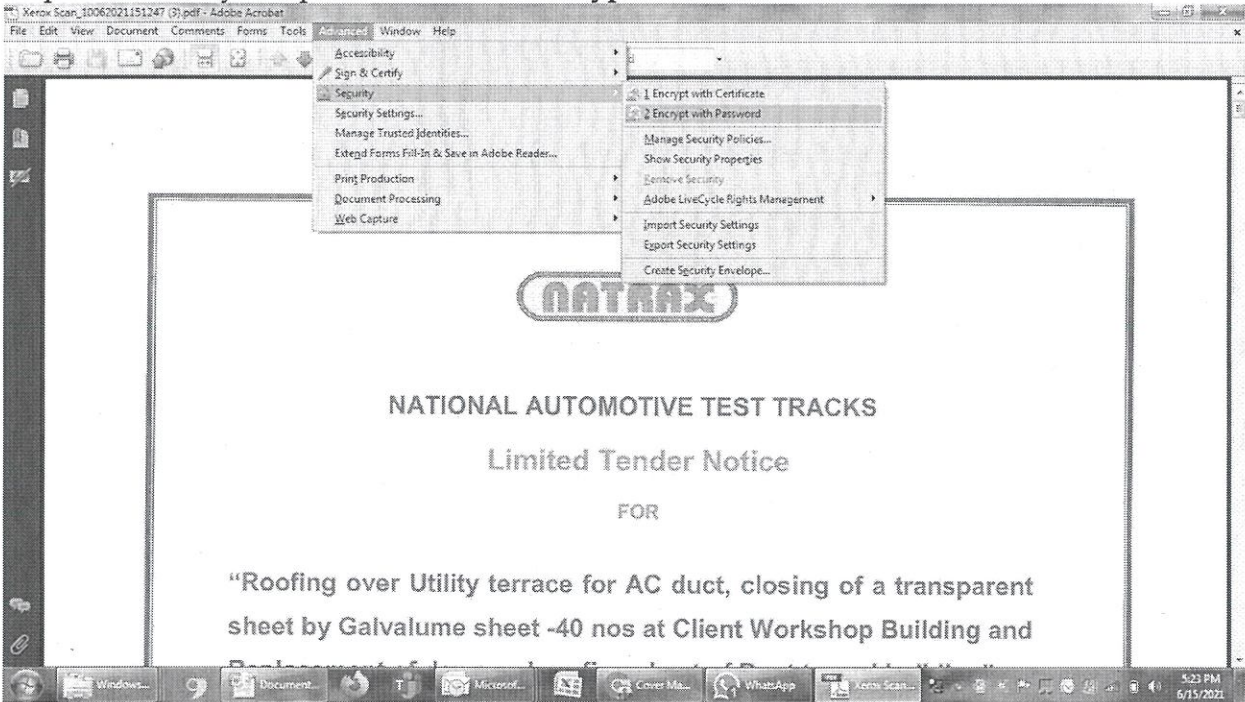 Xerox Scan_10062021151247 (3).pdf - Adobe Acrobat
File Edit View Document Comments Forms Tools Advanced Window Help
Accessibility
Sign & Certify
Security
Security Settings...
Manage Trusted Identities...
Extend Forms Fill-In & Save in Adobe Reader...
Print Production
Document Processing
Web Capture
1 Encrypt with Certificate
2 Encrypt with Password
Manage Security Policies...
Show Security Properties
Remove Security
Adobe LiveCycle Rights Management
Import Security Settings
Export Security Settings
Create Security Envelope...
NATRAX
NATIONAL AUTOMOTIVE TEST TRACKS
Limited Tender Notice
FOR
“Roofing over Utility terrace for AC duct, closing of a transparent
sheet by Galvalume sheet -40 nos at Client Workshop Building and
Windows... Document... Microsof... Cover Ma... WhatsApp Xerox Scan...
5:23 PM
6/15/2021